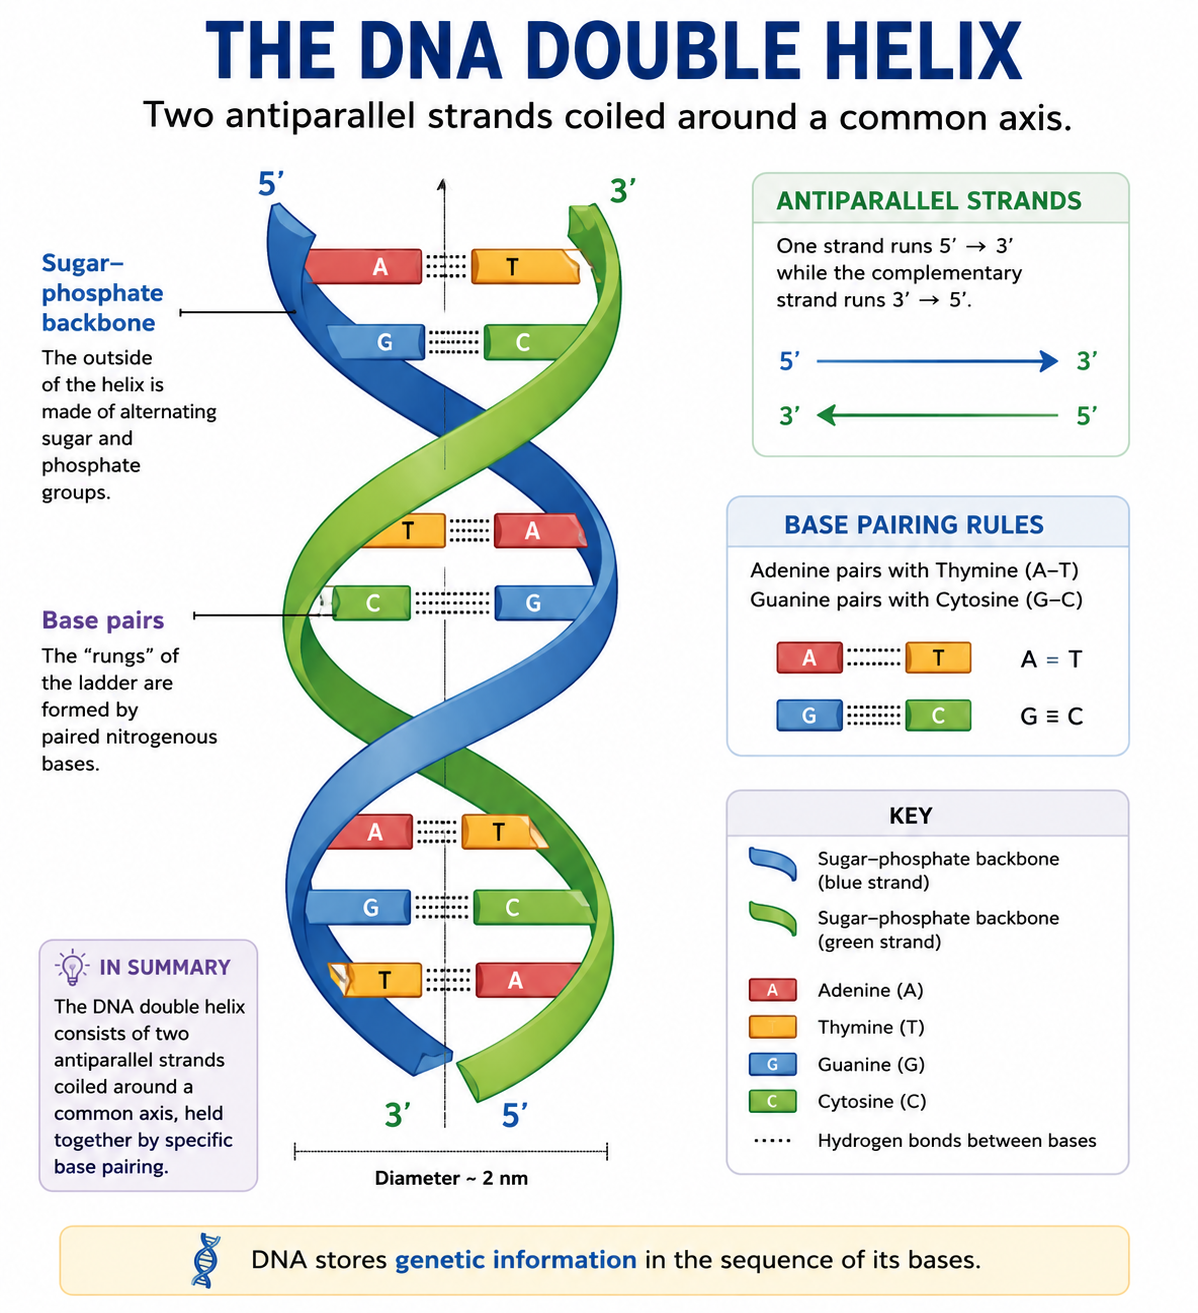 THE DNA DOUBLE HELIX
Two antiparallel strands coiled around a common axis.
5’
3’
A
T
G
C
T
A
C
G
A
T
G
C
T
A
3’
5’
Diameter ~ 2 nm
Sugar–
phosphate
backbone
The outside
of the helix is
made of alternating
sugar and
phosphate
groups.
Base pairs
The “rungs” of
the ladder are
formed by
paired nitrogenous
bases.
IN SUMMARY
The DNA double helix
consists of two
antiparallel strands
coiled around a
common axis, held
together by specific
base pairing.
ANTIPARALLEL STRANDS
One strand runs 5’ → 3’
while the complementary
strand runs 3’ → 5’.
5’ 3’
3’ 5’
BASE PAIRING RULES
Adenine pairs with Thymine (A–T)
Guanine pairs with Cytosine (G–C)
A T A = T
G C G ≡ C
KEY
Sugar–phosphate backbone
(blue strand)
Sugar–phosphate backbone
(green strand)
A Adenine (A)
Thymine (T)
G Guanine (G)
C Cytosine (C)
Hydrogen bonds between bases
DNA stores genetic information in the sequence of its bases.